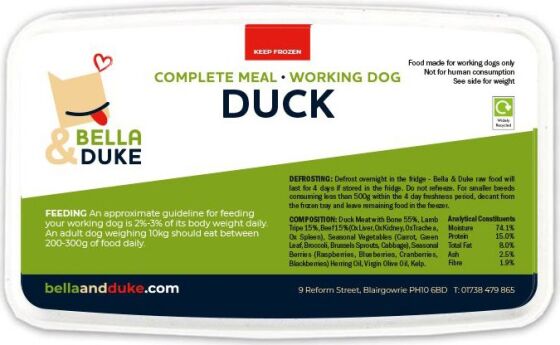 KEEP FROZEN
COMPLETE MEAL • WORKING DOG
DUCK
Food made for working dogs only
Not for human consumption
See side for weight
Widely
Recycled
& BELLA
DUKE
DEFROSTING: Defrost overnight in the fridge - Bella & Duke raw food will
last for 4 days if stored in the fridge. Do not refreeze. For smaller breeds
consuming less than 500g within the 4 day freshness period, decant from
the frozen tray and leave remaining food in the freezer.
FEEDING An approximate guideline for feeding
your working dog is 2%-3% of its body weight daily.
An adult dog weighing 10kg should eat between
200-300g of food daily.
COMPOSITION: Duck Meat with Bone 55%, Lamb
Tripe 15%, Beef 15% (Ox Liver, Ox Kidney, Ox Trachea,
Ox Spleen), Seasonal Vegetables (Carrot, Green
Leaf, Broccoli, Brussels Sprouts, Cabbage), Seasonal
Berries (Raspberries, Blueberries, Cranberries,
Blackberries) Herring Oil, Virgin Olive Oil, Kelp.
Analytical Constituents
Moisture 74.1%
Protein 15.0%
Total Fat 8.0%
Ash 2.5%
Fibre 1.9%
bellaandduke.com
9 Reform Street, Blairgowrie PH10 6BD T: 01738 479 865